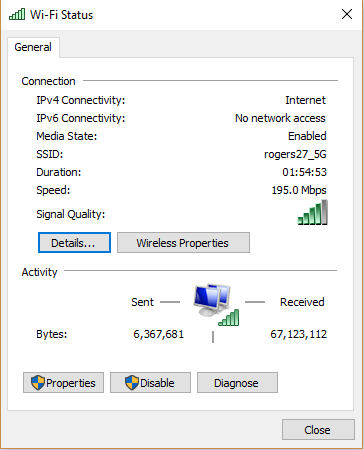 Wi-Fi Status
General
Connection
IPv4 Connectivity: Internet
IPv6 Connectivity: No network access
Media State: Enabled
SSID: rogers27_5G
Duration: 01:54:53
Speed: 195.0 Mbps
Signal Quality:
Details... Wireless Properties
Activity
Sent Received
Bytes: 6,367,681 67,123,112
Properties Disable Diagnose
Close